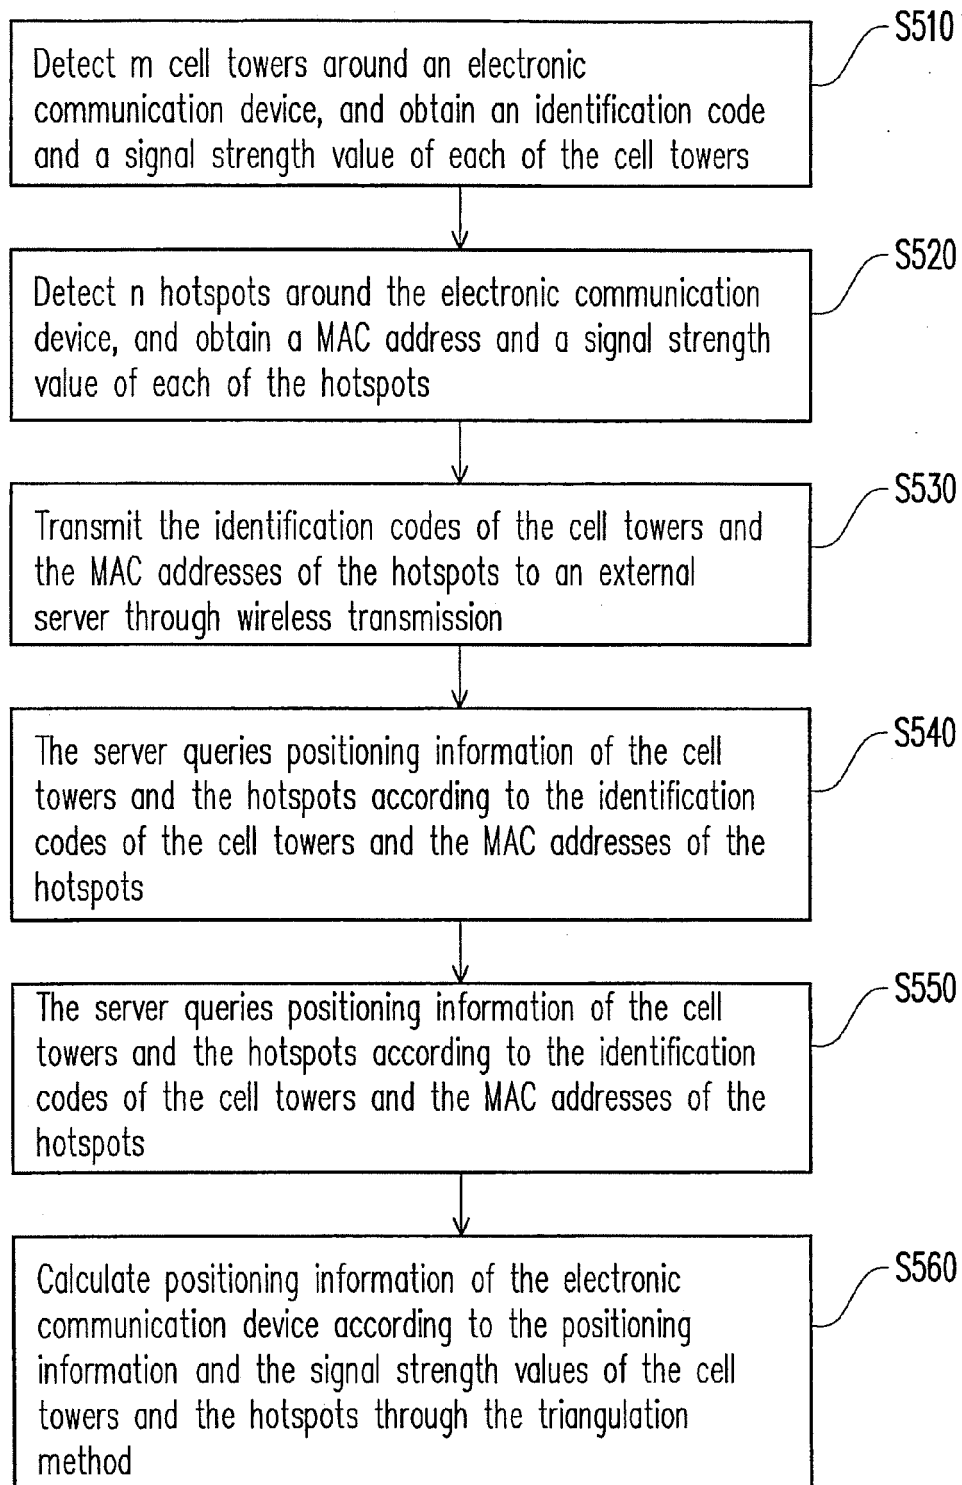 S510
Detect m cell towers around an electronic
communication device, and obtain an identification code
and a signal strength value of each of the cell towers
S520
Detect n hotspots around the electronic communication
device, and obtain a MAC address and a signal strength
value of each of the hotspots
S530
Transmit the identification codes of the cell towers and
the MAC addresses of the hotspots to an external
server through wireless transmission
S540
The server queries positioning information of the cell
towers and the hotspots according to the identification
codes of the cell towers and the MAC addresses of the
hotspots
S550
The server queries positioning information of the cell
towers and the hotspots according to the identification
codes of the cell towers and the MAC addresses of the
hotspots
S560
Calculate positioning information of the electronic
communication device according to the positioning
information and the signal strength values of the cell
towers and the hotspots through the triangulation
method